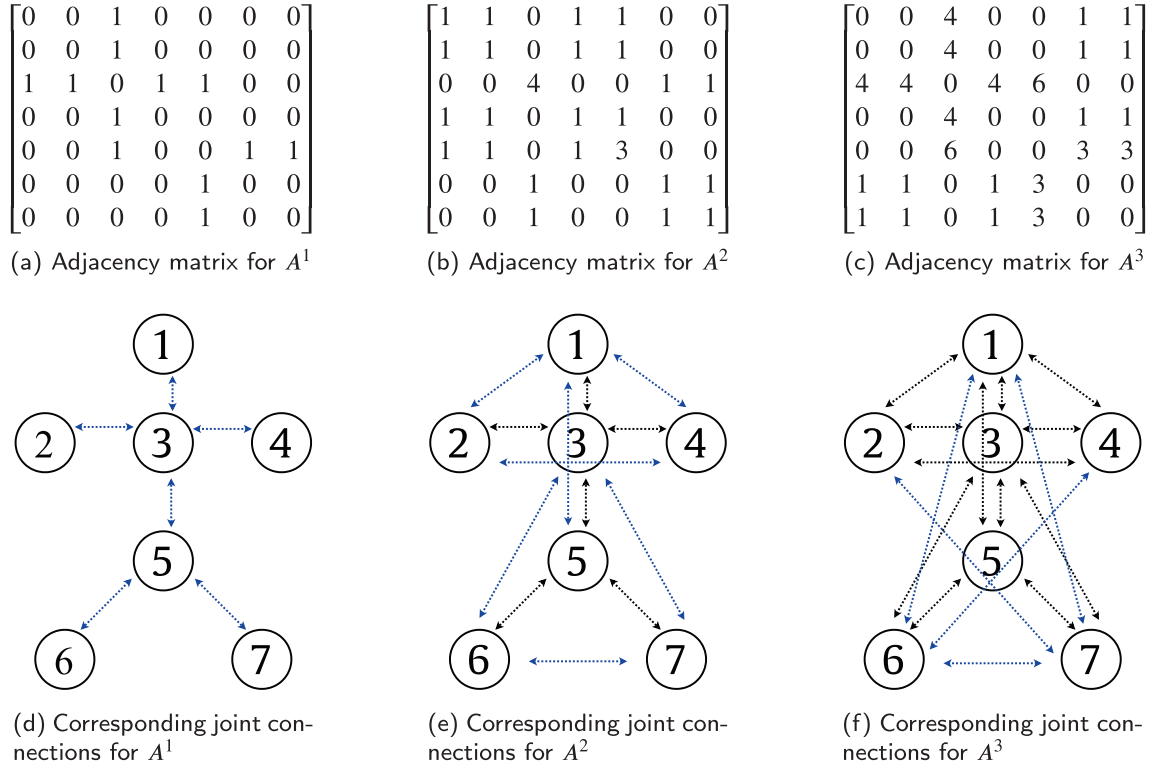 0 0 1 0 0 0 0
0 0 1 0 0 0 0
1 1 0 1 1 0 0
0 0 1 0 0 0 0
0 0 1 0 0 1 1
0 0 0 0 1 0 0
0 0 0 0 1 0 0
(a) Adjacency matrix for A¹
1 1 0 1 1 0 0
1 1 0 1 1 0 0
0 0 4 0 0 1 1
1 1 0 1 1 0 0
1 1 0 1 3 0 0
0 0 1 0 0 1 1
0 0 1 0 0 1 1
(b) Adjacency matrix for A²
0 0 4 0 0 1 1
0 0 4 0 0 1 1
4 4 0 4 6 0 0
0 0 4 0 0 1 1
0 0 6 0 0 3 3
1 1 0 1 3 0 0
1 1 0 1 3 0 0
(c) Adjacency matrix for A³
1
2 3 4
5
6 7
(d) Corresponding joint con-
nections for A¹
1
2 3 4
5
6 7
(e) Corresponding joint con-
nections for A²
1
2 3 4
5
6 7
(f) Corresponding joint con-
nections for A³